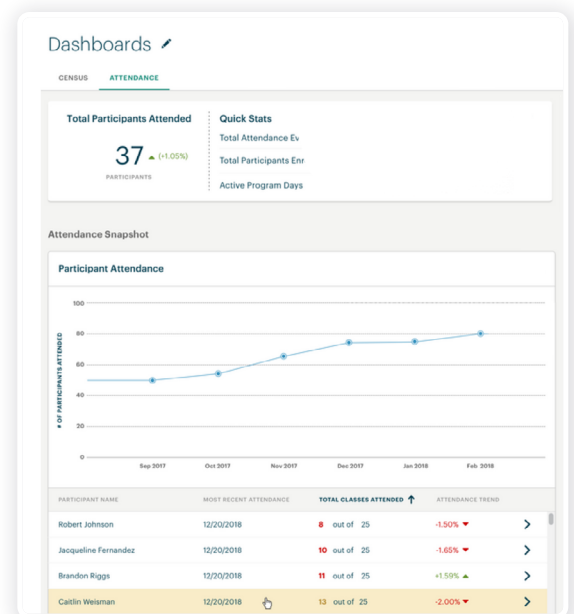 Dashboards
CENSUS ATTENDANCE
Total Participants Attended
37 (+1.05%)
PARTICIPANTS
Quick Stats
Total Attendance Ev
Total Participants Enr
Active Program Days
Attendance Snapshot
Participant Attendance
# OF PARTICIPANTS ATTENDED
100
80
60
40
20
0
Sep 2017 Oct 2017 Nov 2017 Dec 2017 Jan 2018 Feb 2018
PARTICIPANT NAME MOST RECENT ATTENDANCE TOTAL CLASSES ATTENDED ATTENDANCE TREND
Robert Johnson 12/20/2018 8 out of 25 -1.50%
Jacqueline Fernandez 12/20/2018 10 out of 25 -1.65%
Brandon Riggs 12/20/2018 11 out of 25 +1.59%
Caitlin Weisman 12/20/2018 13 out of 25 -2.00%